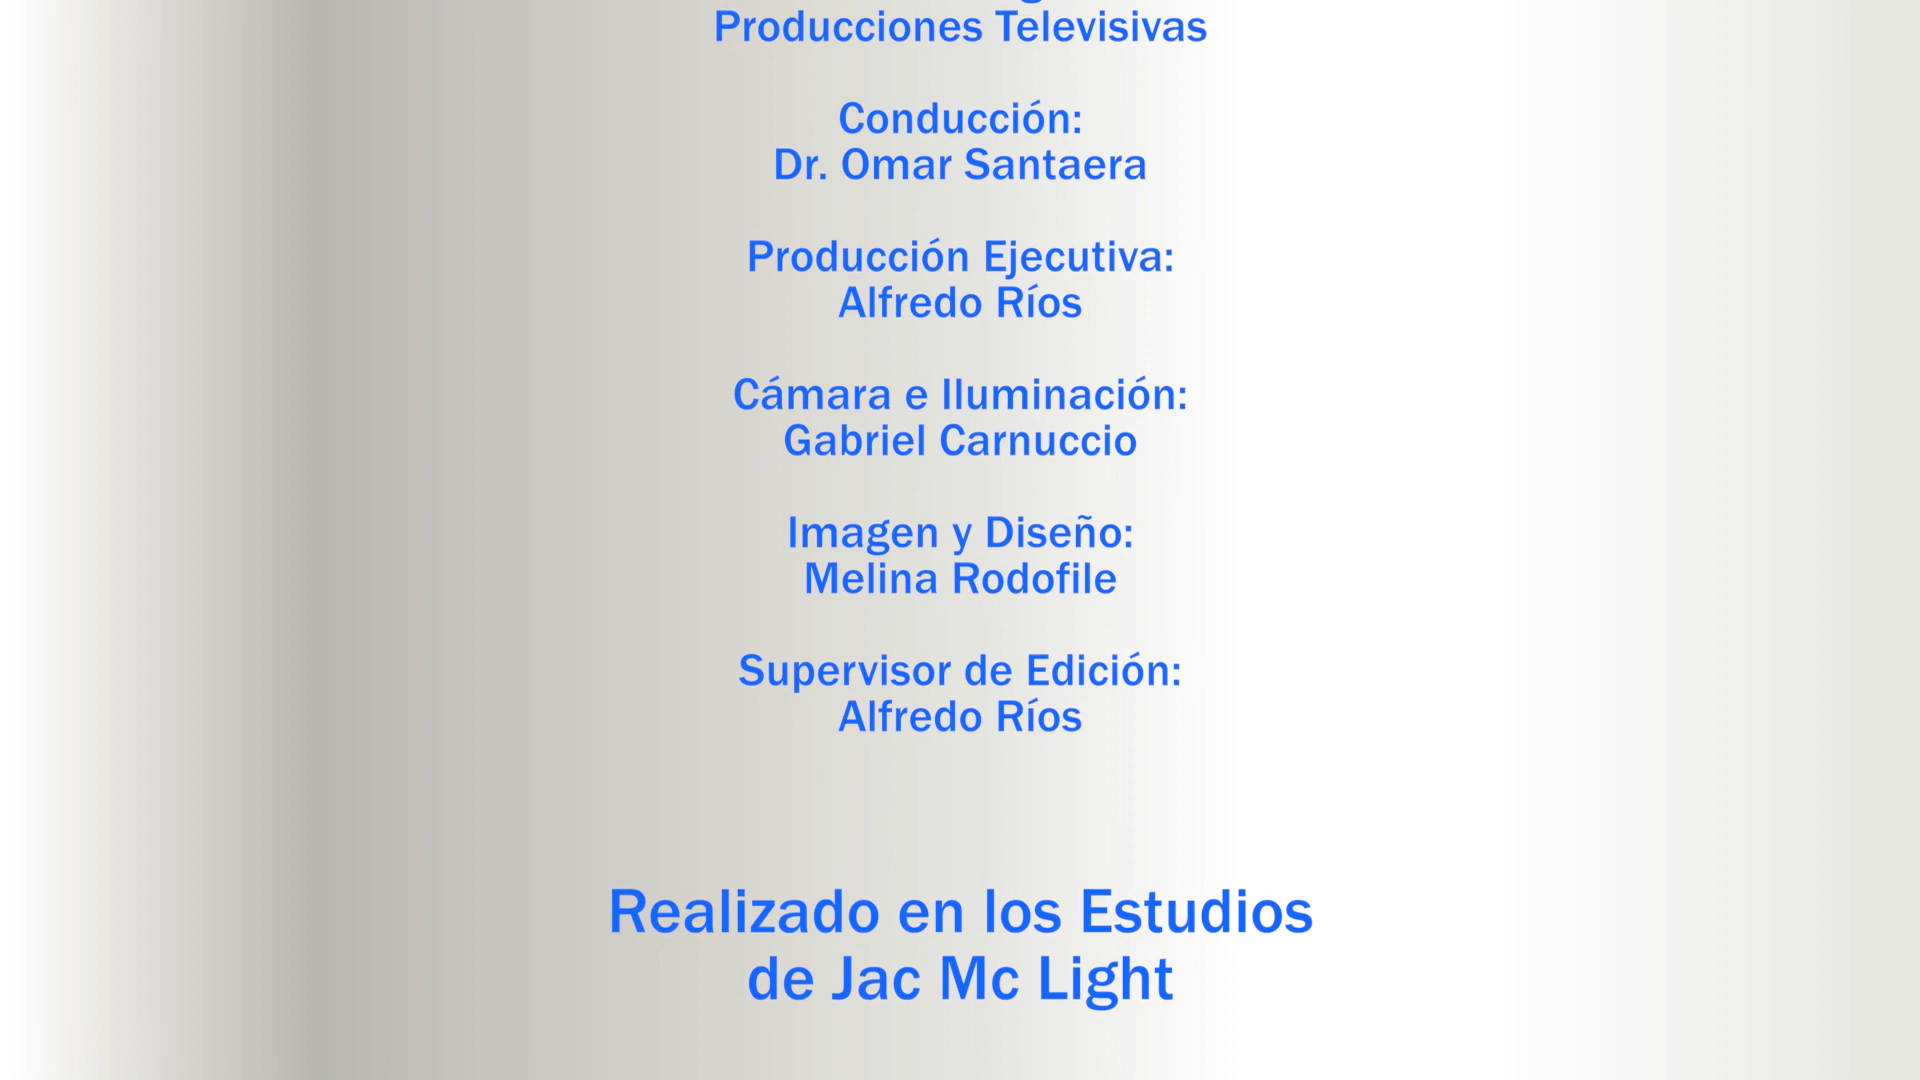 Producciones Televisivas
Conducción:
Dr. Omar Santaera
Producción Ejecutiva:
Alfredo Ríos
Cámara e Iluminación:
Gabriel Carnuccio
Imagen y Diseño:
Melina Rodofile
Supervisor de Edición:
Alfredo Ríos
Realizado en los Estudios
de Jac Mc Light